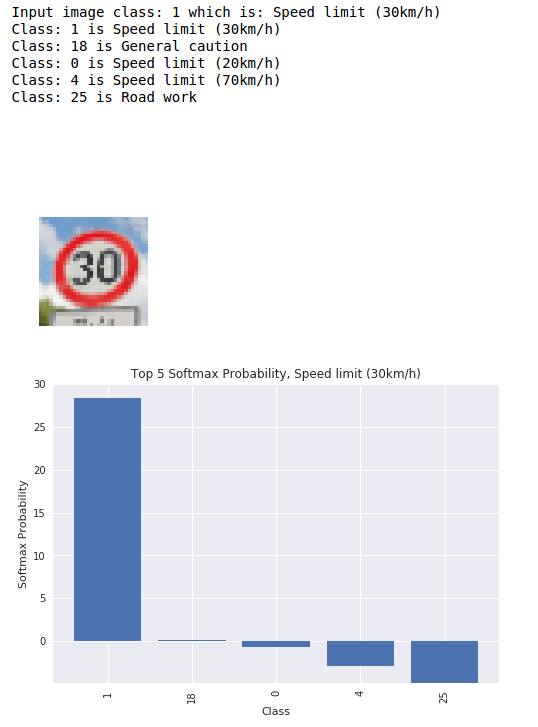 Input image class: 1 which is: Speed limit (30km/h)
Class: 1 is Speed limit (30km/h)
Class: 18 is General caution
Class: 0 is Speed limit (20km/h)
Class: 4 is Speed limit (70km/h)
Class: 25 is Road work
30
Top 5 Softmax Probability, Speed limit (30km/h)
30
25
20
15
10
5
0
Softmax Probability
1 18 0 4 25
Class